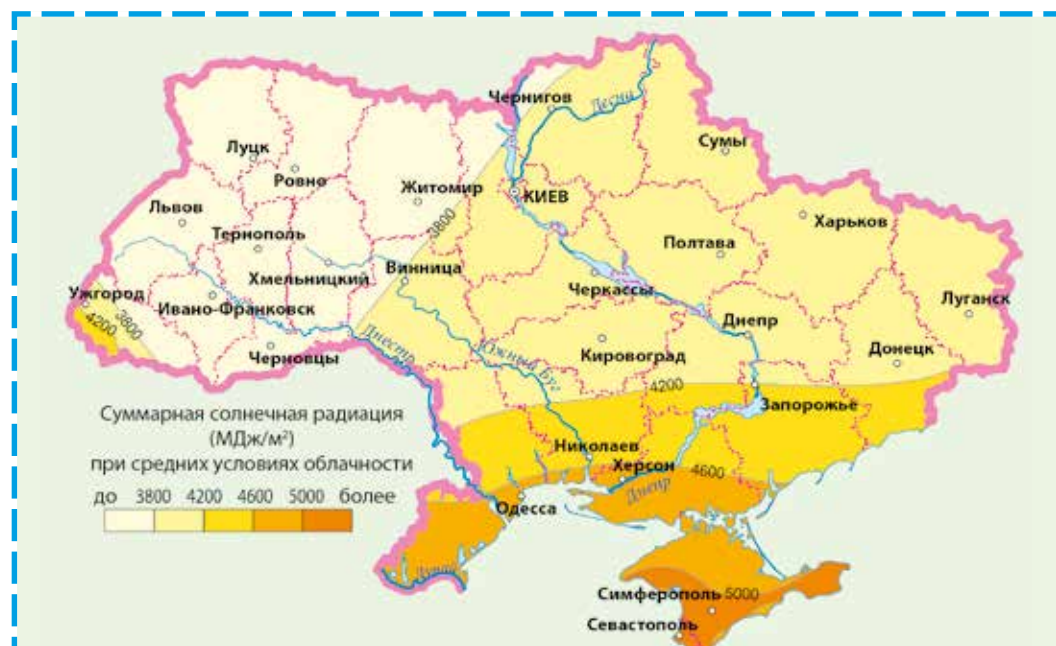 Чернигов
Десна
Сумы
Луцк
Ровно
Житомир
КИЕВ
Львов
3800
Харьков
Тернополь
Полтава
Хмельницкий
Винница
Черкассы
Ужгород
Ивано-Франковск
Луганск
4200
3800
Днестр
Днепр
Черновцы
Южный Буг
Кировоград
Донецк
4200
Запорожье
Суммарная солнечная радиация
(МДж/м²)
при средних условиях облачности
до 3800 4200 4600 5000 более
Николаев
Херсон
4600
Днепр
Одесса
Дунай
Симферополь
5000
Севастополь